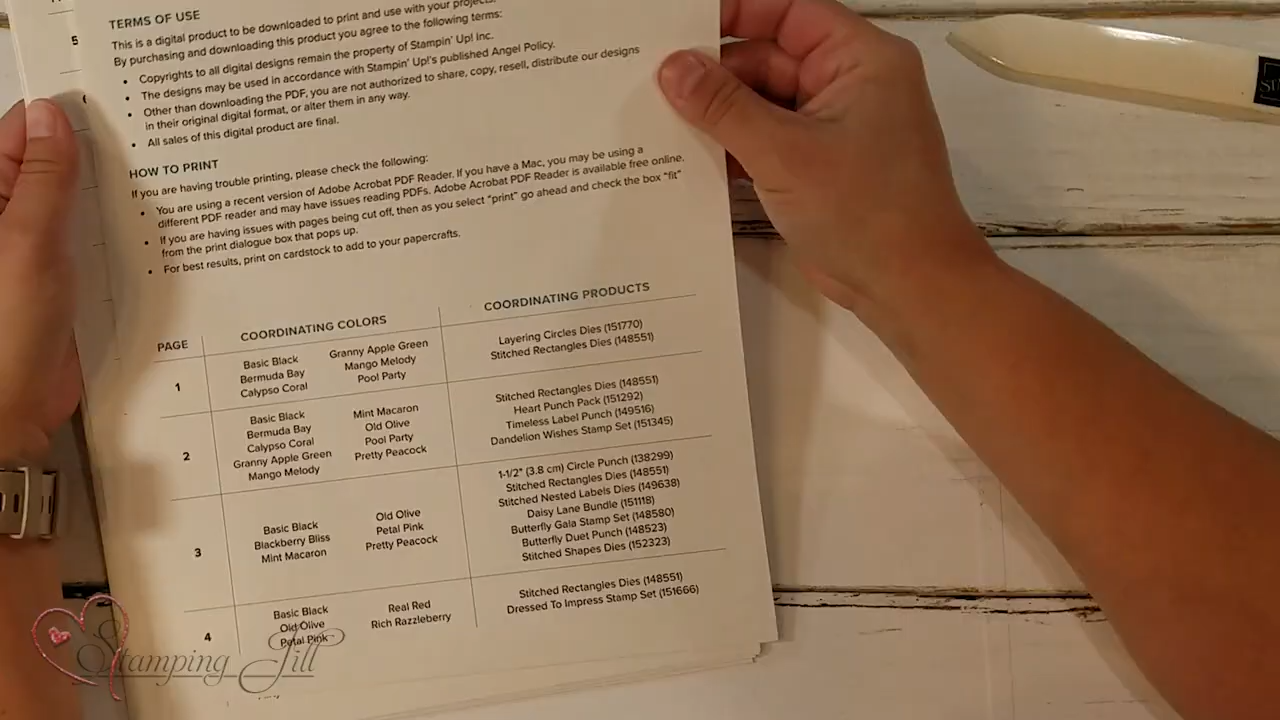 5
TERMS OF USE
This is a digital product to be downloaded to print and use with your projects.
By purchasing and downloading this product you agree to the following terms:
• Copyrights to all digital designs remain the property of Stampin' Up! Inc.
• The designs may be used in accordance with Stampin' Up!'s published Angel Policy.
• Other than downloading the PDF, you are not authorized to share, copy, resell, distribute our designs
in their original digital format, or alter them in any way.
• All sales of this digital product are final.
HOW TO PRINT
If you are having trouble printing, please check the following:
• You are using a recent version of Adobe Acrobat PDF Reader. If you have a Mac, you may be using a
different PDF reader and may have issues reading PDFs. Adobe Acrobat PDF Reader is available free online.
• If you are having issues with pages being cut off, then as you select "print" go ahead and check the box "fit"
from the print dialogue box that pops up.
• For best results, print on cardstock to add to your papercrafts.
PAGE COORDINATING COLORS COORDINATING PRODUCTS
1
Basic Black
Bermuda Bay
Calypso Coral
Granny Apple Green
Mango Melody
Pool Party
Layering Circles Dies (151770)
Stitched Rectangles Dies (148551)
2
Basic Black
Bermuda Bay
Calypso Coral
Granny Apple Green
Mango Melody
Mint Macaron
Old Olive
Pool Party
Pretty Peacock
Stitched Rectangles Dies (148551)
Heart Punch Pack (151292)
Timeless Label Punch (149516)
Dandelion Wishes Stamp Set (151345)
3
Basic Black
Blackberry Bliss
Mint Macaron
Old Olive
Petal Pink
Pretty Peacock
1-1/2" (3.8 cm) Circle Punch (138299)
Stitched Rectangles Dies (148551)
Stitched Nested Labels Dies (149638)
Daisy Lane Bundle (151118)
Butterfly Gala Stamp Set (148580)
Butterfly Duet Punch (148523)
Stitched Shapes Dies (152323)
4
Basic Black
Old Olive
Petal Pink
Real Red
Rich Razzleberry
Stitched Rectangles Dies (148551)
Dressed To Impress Stamp Set (151666)
Stamping Jill